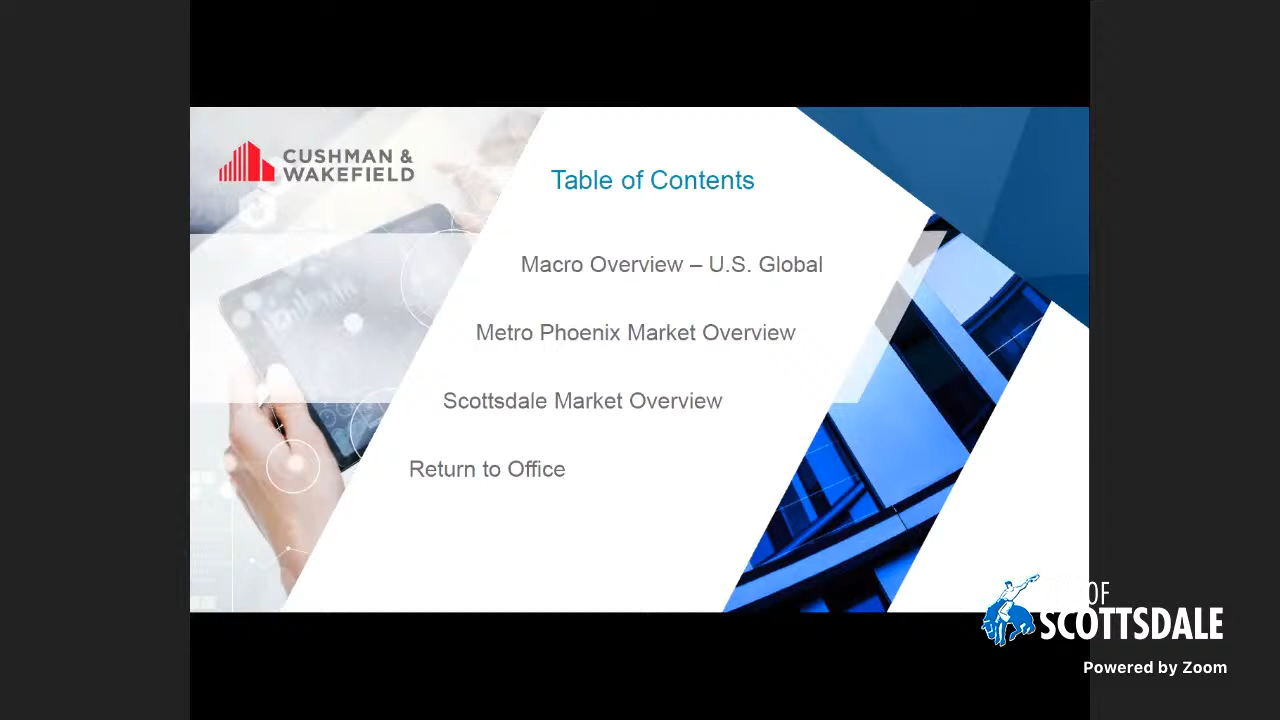 CUSHMAN &
WAKEFIELD
Table of Contents
Macro Overview – U.S. Global
Metro Phoenix Market Overview
Scottsdale Market Overview
Return to Office
OF
SCOTTSDALE
Powered by Zoom